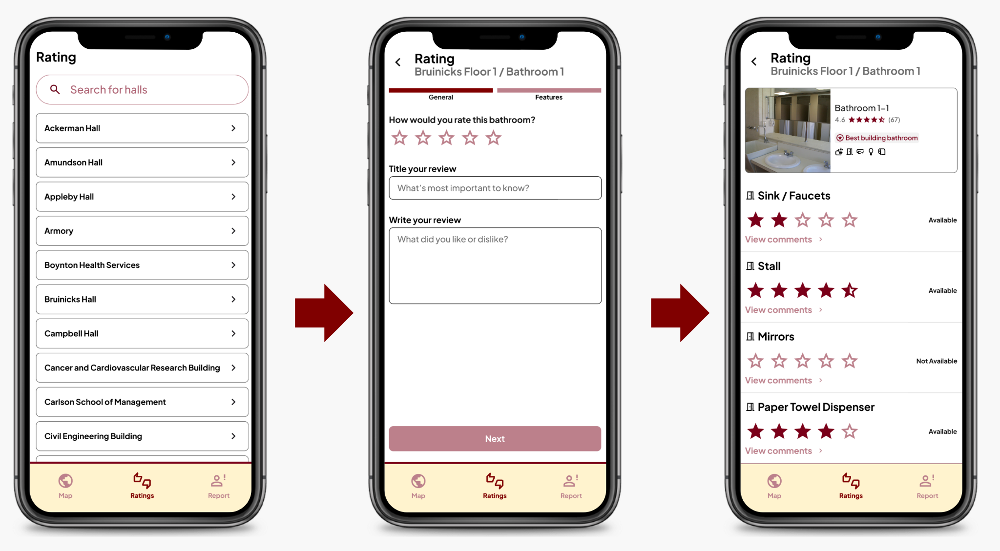 Rating
Search for halls
Ackerman Hall
Amundson Hall
Appleby Hall
Armory
Boynton Health Services
Bruinicks Hall
Campbell Hall
Cancer and Cardiovascular Research Building
Carlson School of Management
Civil Engineering Building
Map
Ratings
Report
Rating
Bruinicks Floor 1 / Bathroom 1
General
Features
How would you rate this bathroom?
Title your review
What's most important to know?
Write your review
What did you like or dislike?
Next
Map
Ratings
Report
Rating
Bruinicks Floor 1 / Bathroom 1
Bathroom 1-1
4.6 (67)
Best building bathroom
Sink / Faucets
Available
View comments
Stall
Available
View comments
Mirrors
Not Available
View comments
Paper Towel Dispenser
Available
View comments
Map
Ratings
Report